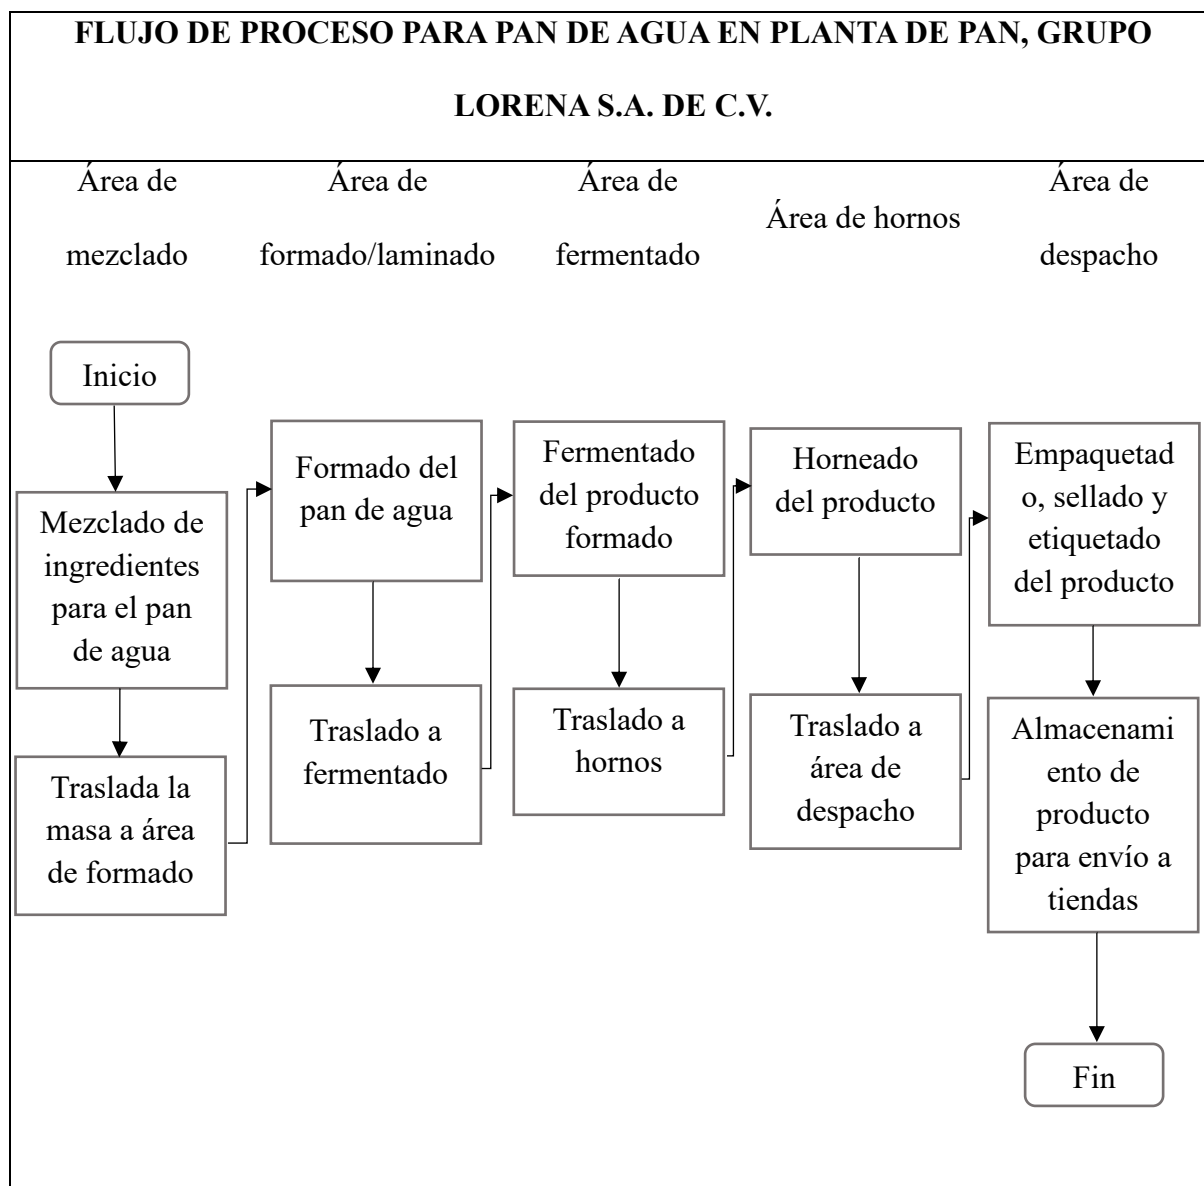 FLUJO DE PROCESO PARA PAN DE AGUA EN PLANTA DE PAN, GRUPO
LORENA S.A. DE C.V.
Área de
mezclado
Área de
formado/laminado
Área de
fermentado
Área de hornos
Área de
despacho
Inicio
Mezclado de
ingredientes
para el pan
de agua
Traslada la
masa a área
de formado
Formado del
pan de agua
Traslado a
fermentado
Fermentado
del producto
formado
Traslado a
hornos
Horneado
del producto
Traslado a
área de
despacho
Empaquetad
o, sellado y
etiquetado
del producto
Almacenami
ento de
producto
para envío a
tiendas
Fin